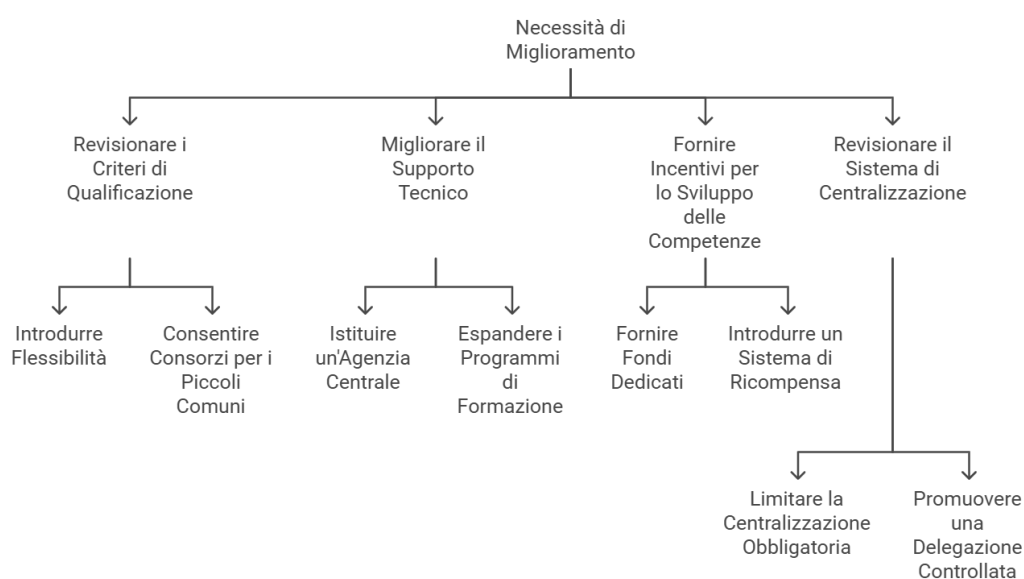 Necessità di
Miglioramento
Revisionare i
Criteri di
Qualificazione
Migliorare il
Supporto
Tecnico
Fornire
Incentivi per
lo Sviluppo
delle
Competenze
Revisionare il
Sistema di
Centralizzazione
Introdurre
Flessibilità
Consentire
Consorzi per i
Piccoli
Comuni
Istituire
un'Agenzia
Centrale
Espandere i
Programmi
di
Formazione
Fornire
Fondi
Dedicati
Introdurre un
Sistema di
Ricompensa
Limitare la
Centralizzazione
Obbligatoria
Promuovere
una
Delegazione
Controllata